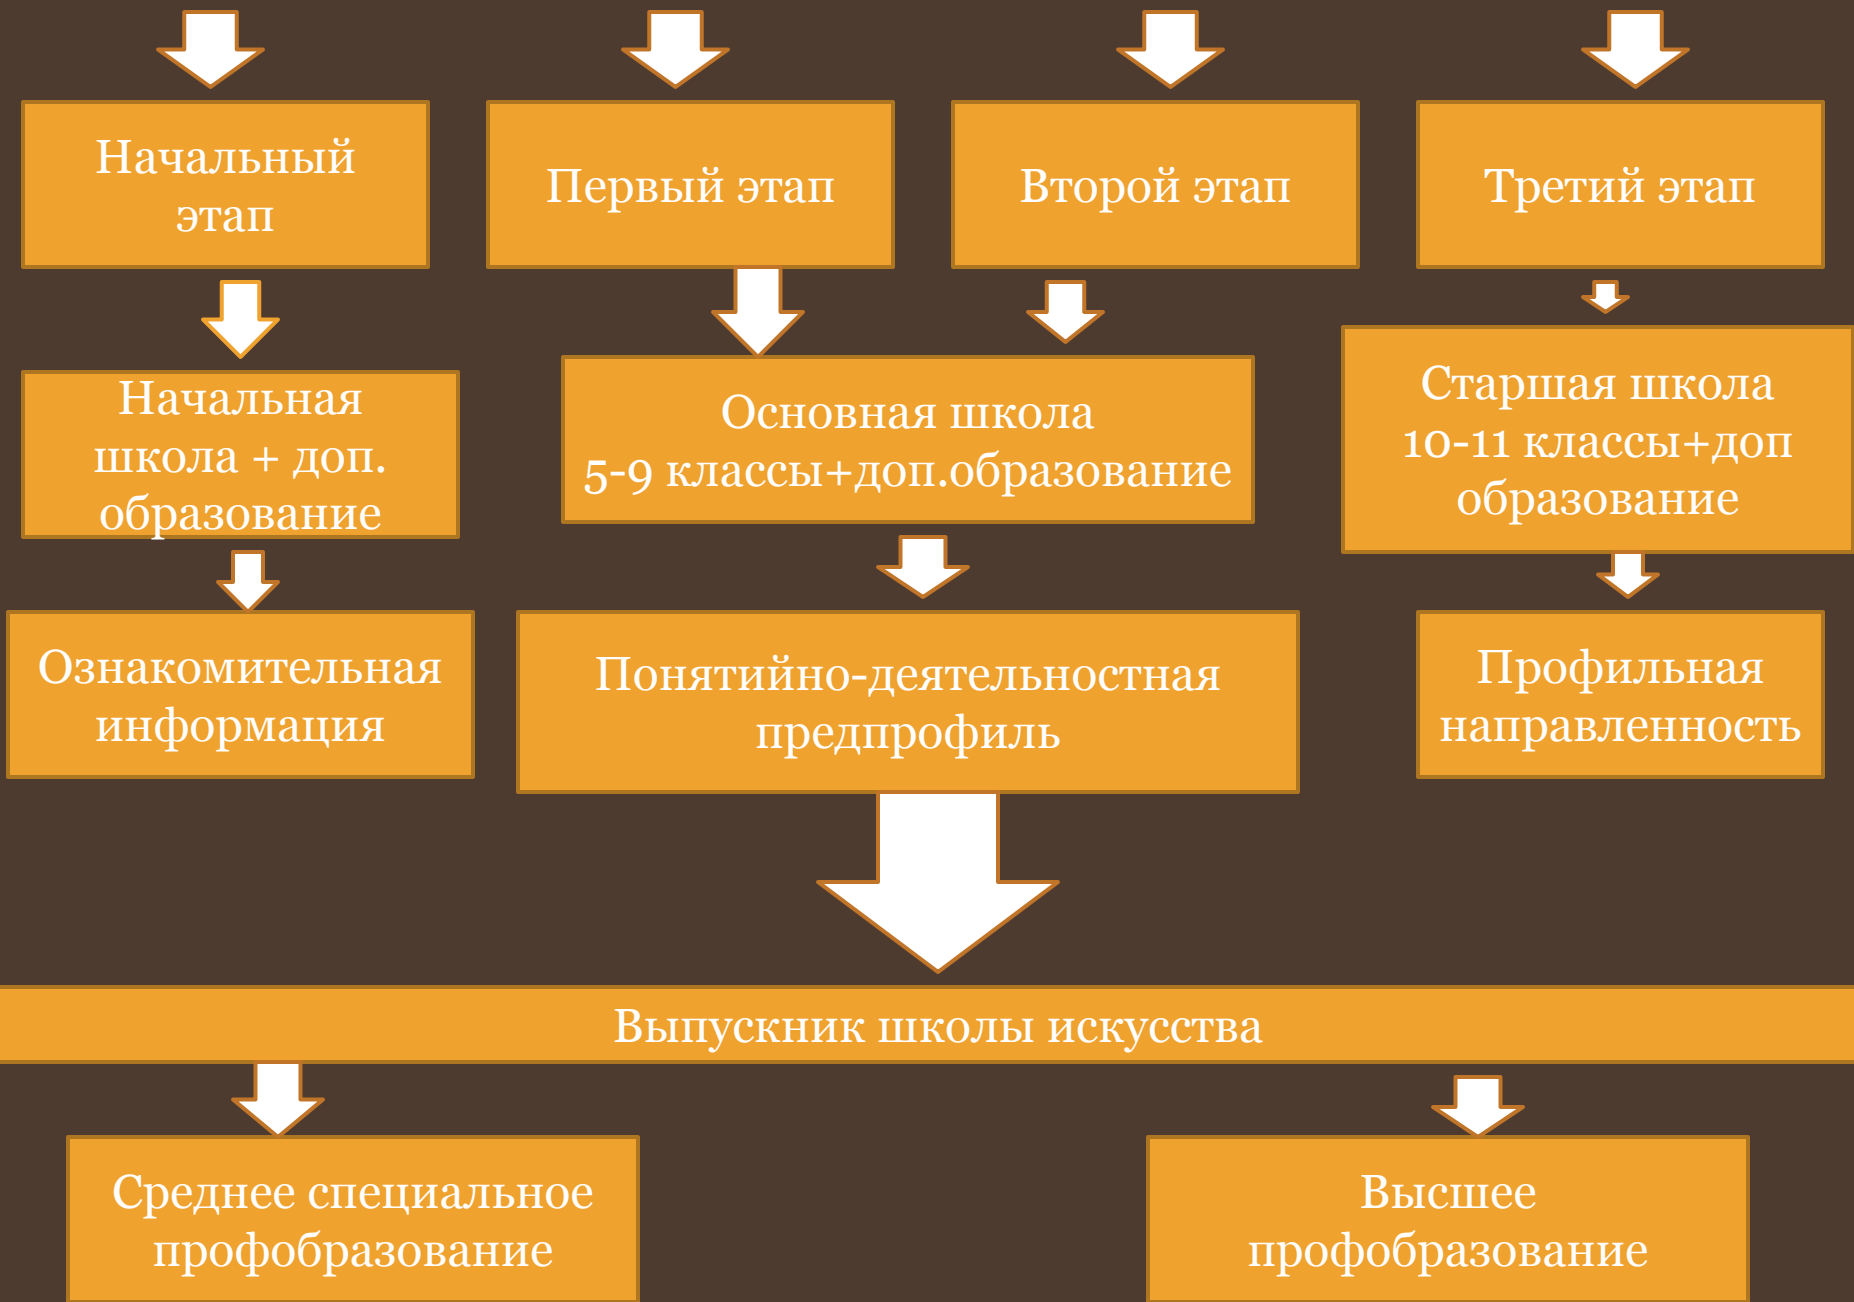 Начальный
этап
Первый этап
Второй этап
Третий этап
Начальная
школа + доп.
образование
Основная школа
5-9 классы+доп.образование
Старшая школа
10-11 классы+доп
образование
Ознакомительная
информация
Понятийно-деятельностная
предпрофиль
Профильная
направленность
Выпускник школы искусства
Среднее специальное
профобразование
Высшее
профобразование